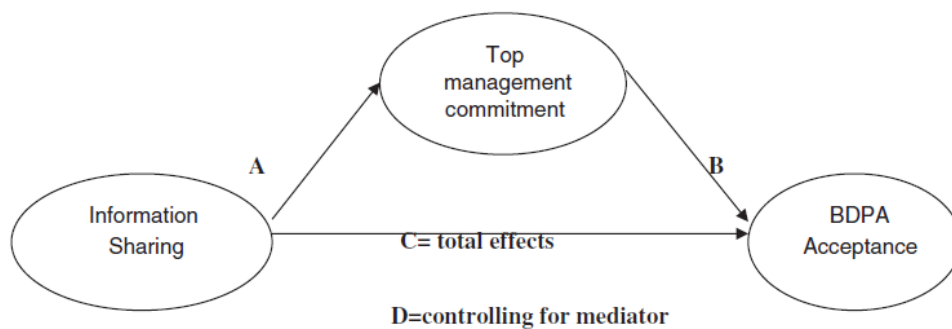 Top
management
commitment
A
B
Information
Sharing
BDPA
Acceptance
C= total effects
D=controlling for mediator